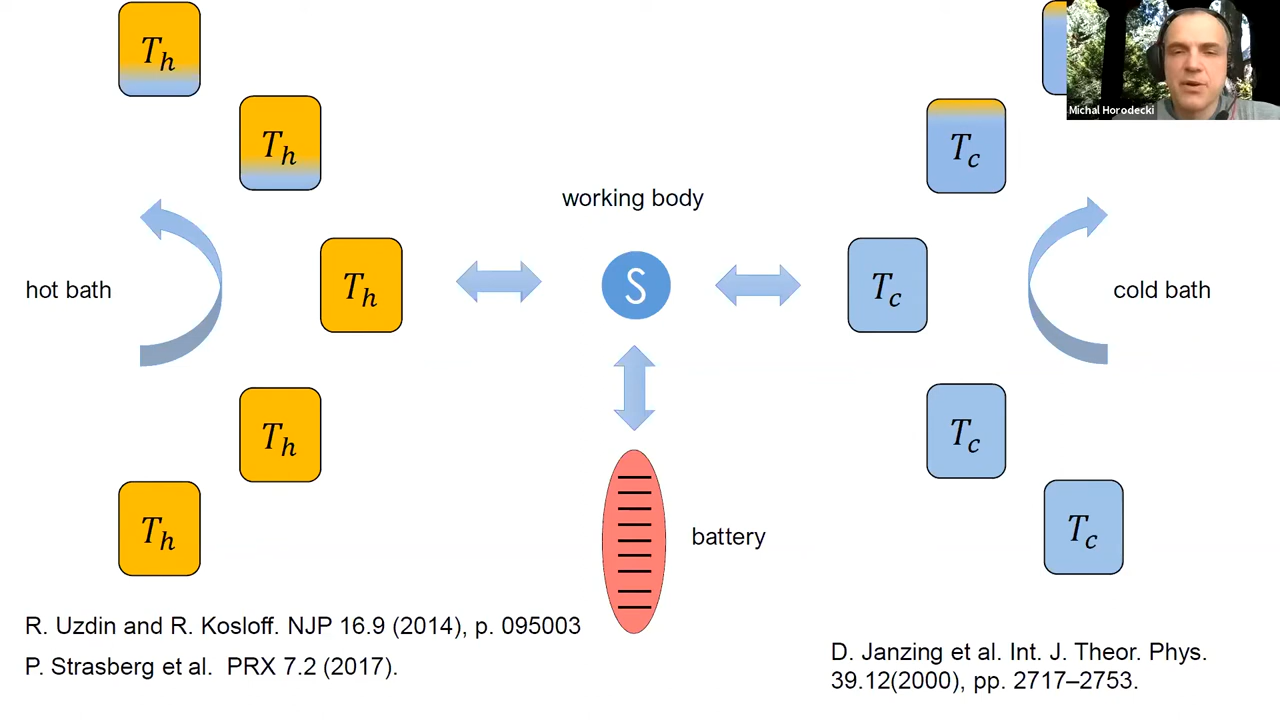 T_h
T_h
T_c
Michal Horodecki
working body
hot bath
T_h
S
T_c
cold bath
T_h
T_c
battery
T_h
T_c
R. Uzdin and R. Kosloff. NJP 16.9 (2014), p. 095003
P. Strasberg et al. PRX 7.2 (2017).
D. Janzing et al. Int. J. Theor. Phys.
39.12(2000), pp. 2717–2753.